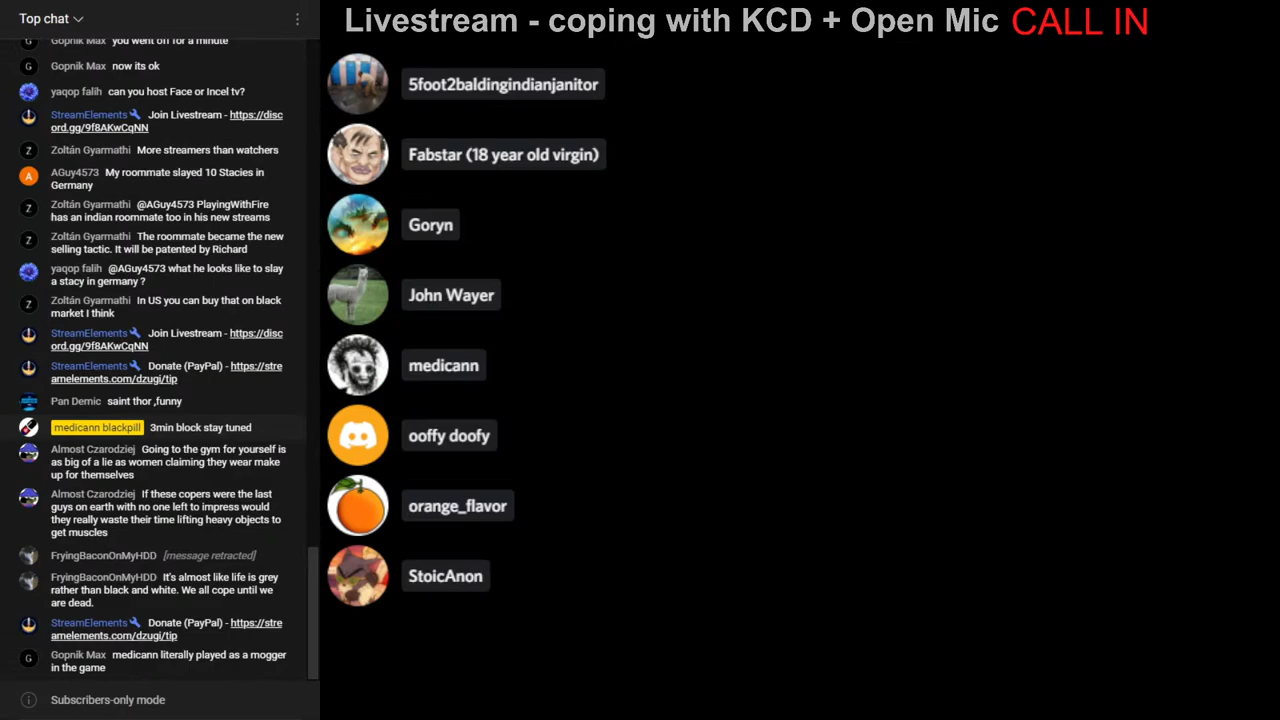 Top chat
Gopnik Max you went off for a minute
Gopnik Max now its ok
yaqop falih can you host Face or Incel tv?
StreamElements Join Livestream - https://disc
ord.gg/9f8AKwCqNN
Zoltán Gyarmathi More streamers than watchers
AGuy4573 My roommate slayed 10 Stacies in
Germany
Zoltán Gyarmathi @AGuy4573 PlayingWithFire
has an indian roommate too in his new streams
Zoltán Gyarmathi The roommate became the new
selling tactic. It will be patented by Richard
yaqop falih @AGuy4573 what he looks like to slay
a stacy in germany ?
Zoltán Gyarmathi In US you can buy that on black
market I think
StreamElements Join Livestream - https://disc
ord.gg/9f8AKwCqNN
StreamElements Donate (PayPal) - https://stre
amelements.com/dzugi/tip
Pan Demic saint thor ,funny
medicann blackpill 3min block stay tuned
Almost Czarodziej Going to the gym for yourself is
as big of a lie as women claiming they wear make
up for themselves
Almost Czarodziej If these copers were the last
guys on earth with no one left to impress would
they really waste their time lifting heavy objects to
get muscles
FryingBaconOnMyHDD [message retracted]
FryingBaconOnMyHDD It's almost like life is grey
rather than black and white. We all cope until we
are dead.
StreamElements Donate (PayPal) - https://stre
amelements.com/dzugi/tip
Gopnik Max medicann literally played as a mogger
in the game
Subscribers-only mode
Livestream - coping with KCD + Open Mic CALL IN
5foot2baldingindianjanitor
Fabstar (18 year old virgin)
Goryn
John Wayer
medicann
ooffy doofy
orange_flavor
StoicAnon